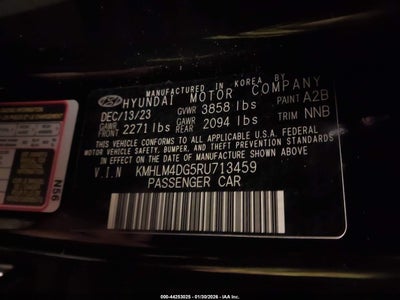 MANUFACTURED IN KOREA BY
HYUNDAI MOTOR COMPANY
DEC/13/23 GVWR 3858 lbs PAINT A2B
GAWR FRONT 2271 lbs GAWR REAR 2094 lbs TRIM NNB
THIS VEHICLE CONFORMS TO ALL APPLICABLE U.S.A. FEDERAL
MOTOR VEHICLE SAFETY, BUMPER, AND THEFT PREVENTION STANDARDS
IN EFFECT ON THE DATE OF MANUFACTURE SHOWN ABOVE
V.I.N KMHLM4DG5RU713459
PASSENGER CAR
N56
000-44253025 - 01/30/2026 - IAA Inc.